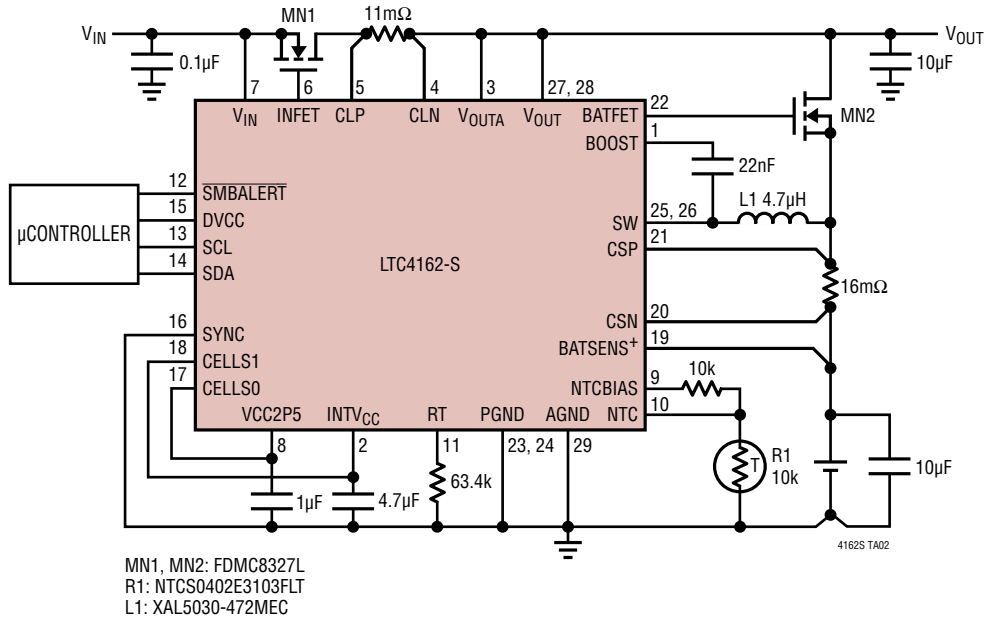 MN1
11mΩ
VIN
VOUT
0.1µF
10µF
7
6
5
4
3
27, 28
VIN
INFET
CLP
CLN
VOUTA
VOUT
BATFET
22
MN2
BOOST
1
22nF
12
SMBALERT
µCONTROLLER
15
DVCC
13
SCL
14
SDA
LTC4162-S
SW
25, 26
L1 4.7µH
CSP
21
16mΩ
16
SYNC
CSN
20
18
CELLS1
BATSENS+
19
17
CELLS0
NTCBIAS
9
10k
VCC2P5
INTVCC
RT
PGND
AGND
NTC
10
8
2
11
23, 24
29
R1
10k
T
1µF
4.7µF
63.4k
10µF
4162S TA02
MN1, MN2: FDMC8327L
R1: NTCS0402E3103FLT
L1: XAL5030-472MEC